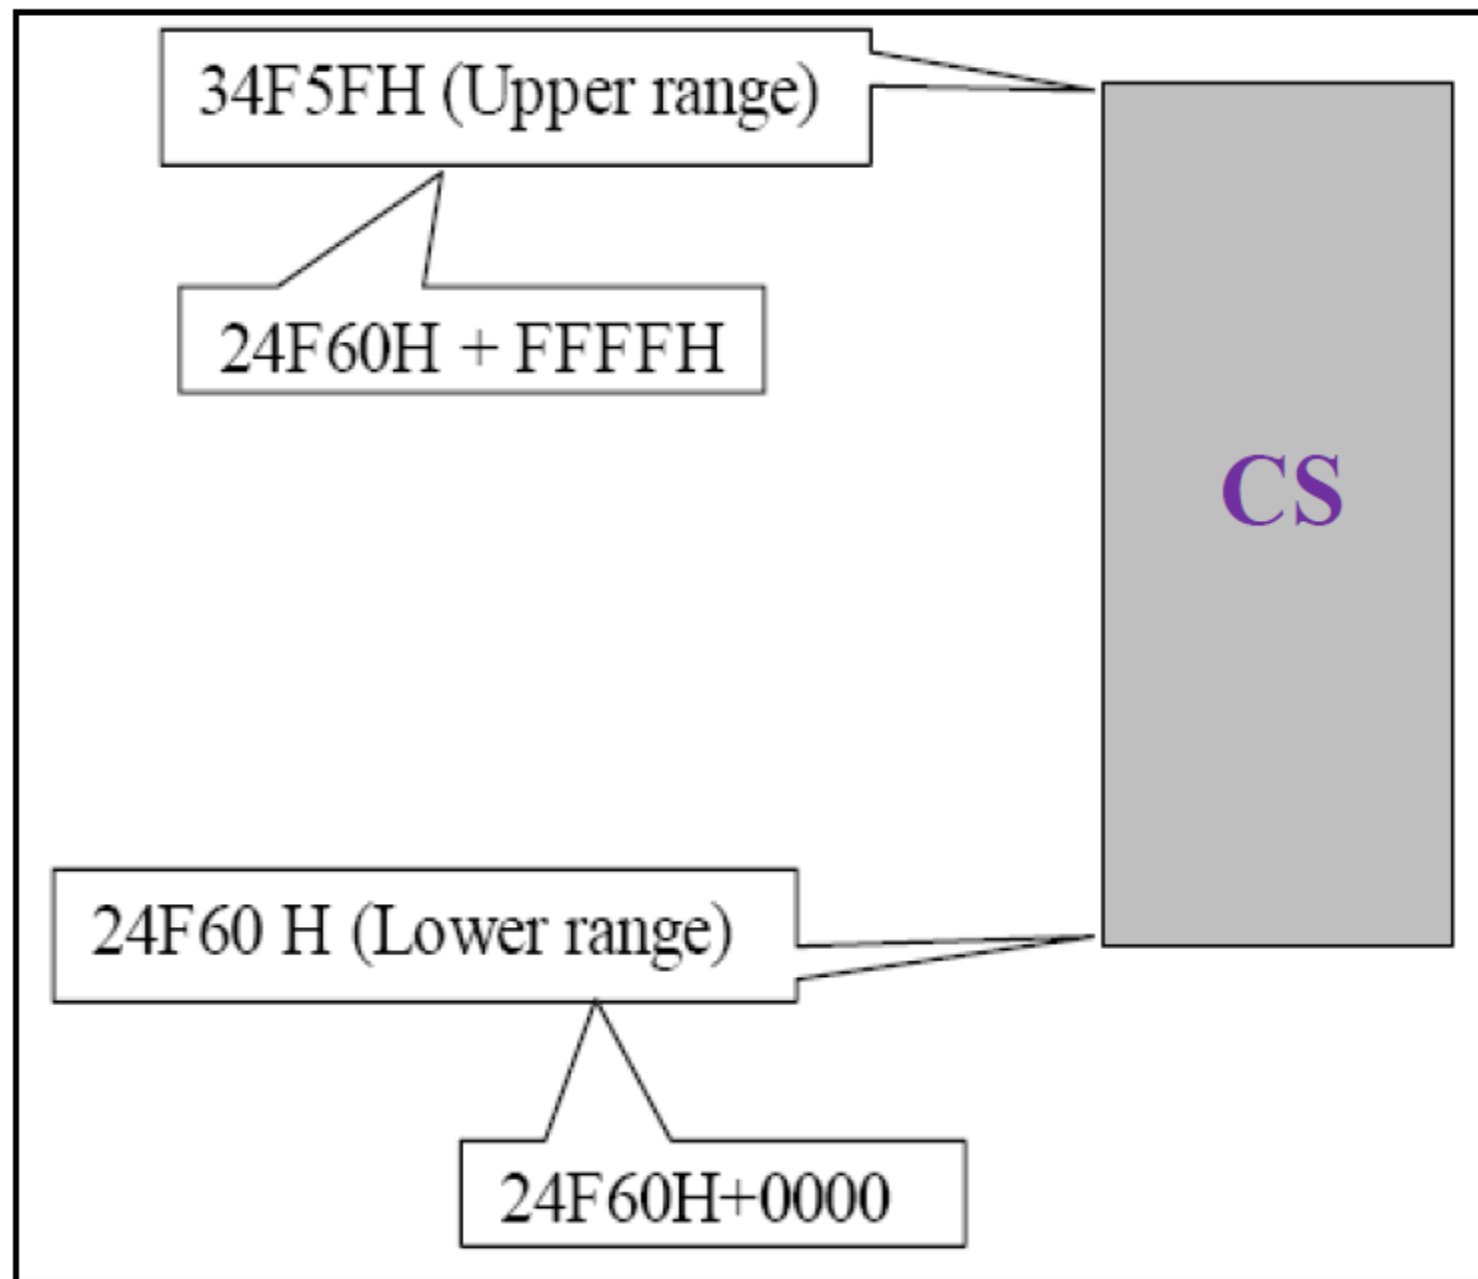 34F5FH (Upper range)
24F60H + FFFFH
CS
24F60 H (Lower range)
24F60H+0000